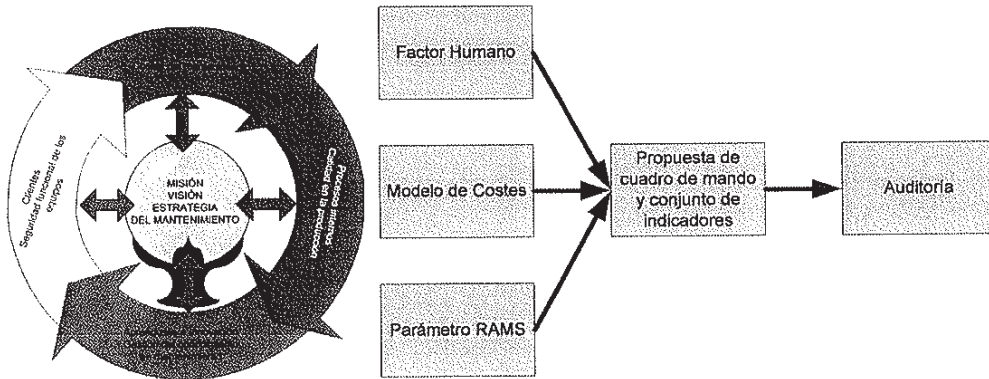 Clientes
Seguridad funcional de los
equipos
Procesos internos
Calidad en la producción
MISIÓN
VISIÓN
ESTRATEGIA
DEL MANTENIMIENTO
Factor Humano
Modelo de Costes
Parámetro RAMS
Propuesta de
cuadro de mando
y conjunto de
indicadores
Auditoría